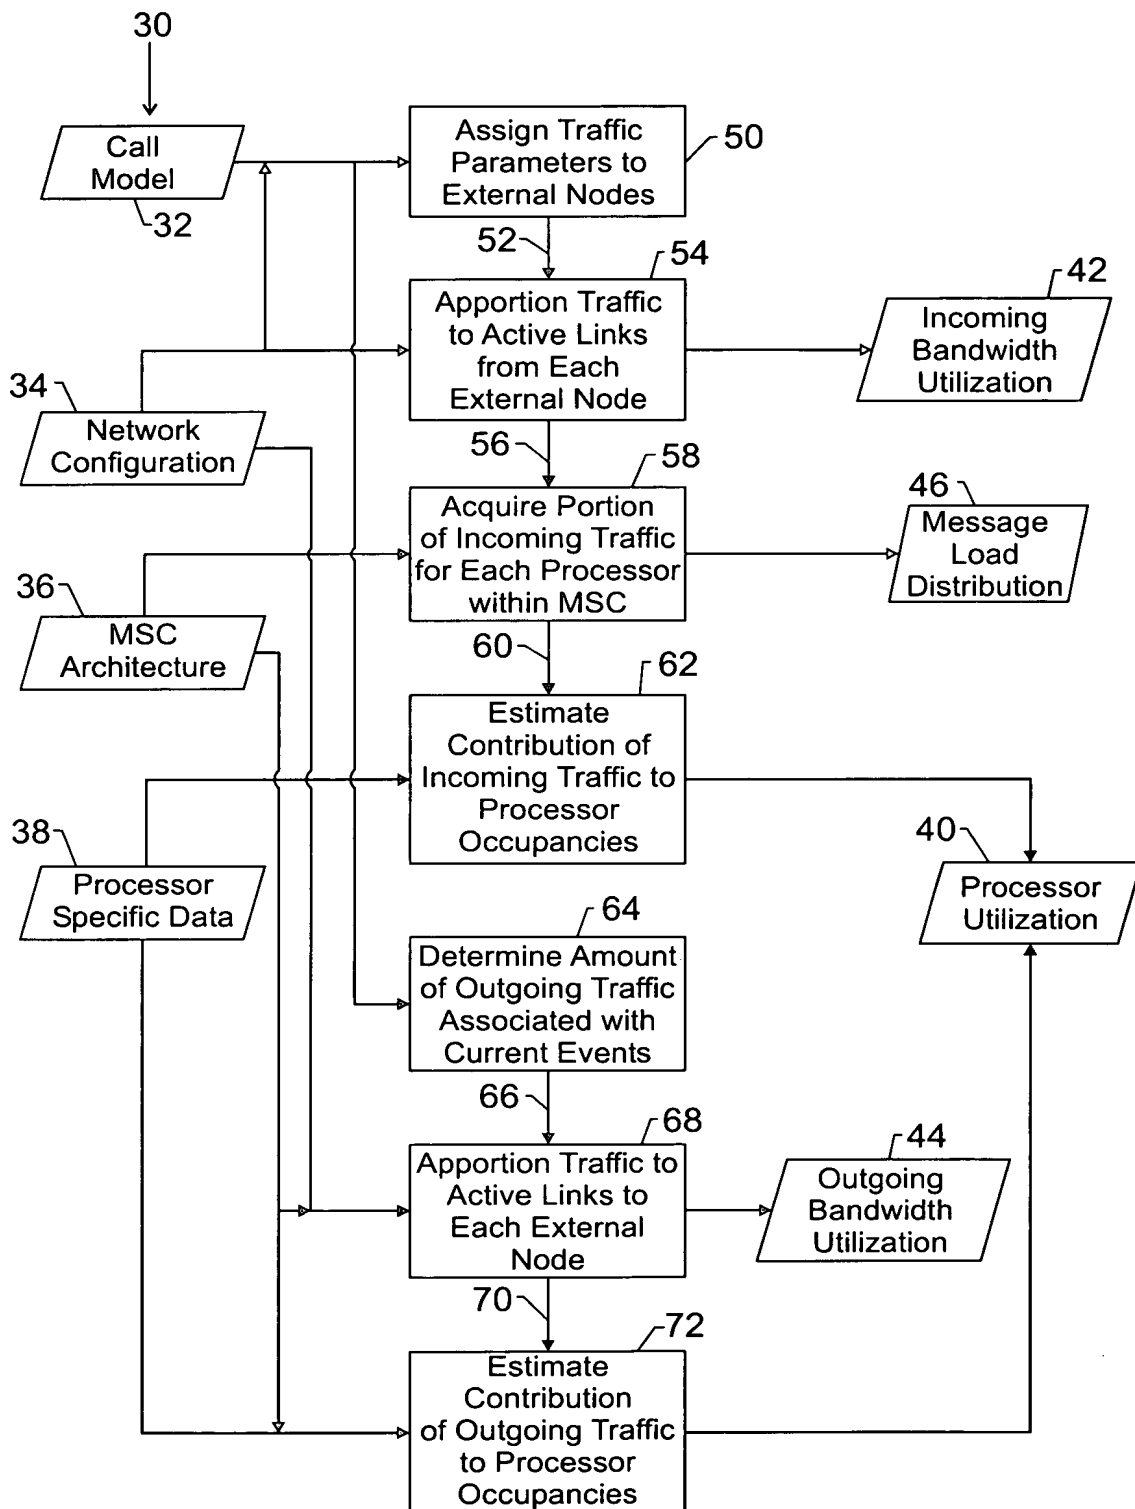 30
Call
Model
32
Assign Traffic
Parameters to
External Nodes
50
52
54
Apportion Traffic
to Active Links
from Each
External Node
42
Incoming
Bandwidth
Utilization
34
Network
Configuration
56
58
Acquire Portion
of Incoming Traffic
for Each Processor
within MSC
46
Message
Load
Distribution
36
MSC
Architecture
60
62
Estimate
Contribution of
Incoming Traffic to
Processor
Occupancies
38
Processor
Specific Data
40
Processor
Utilization
64
Determine Amount
of Outgoing Traffic
Associated with
Current Events
66
68
Apportion Traffic to
Active Links to
Each External
Node
44
Outgoing
Bandwidth
Utilization
70
72
Estimate
Contribution
of Outgoing Traffic
to Processor
Occupancies